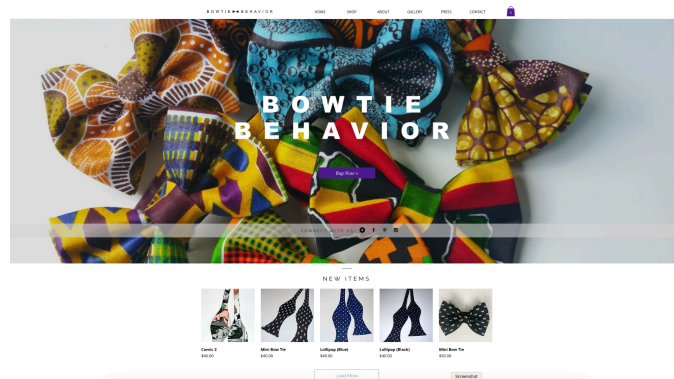 BOWTIE BEHAVIOR
HOME SHOP ABOUT GALLERY PRESS CONTACT
BOWTIE
BEHAVIOR
Buy Now >
CONNECT WITH US
NEW ITEMS
Comic 2 Mini Bow Tie Lollipop (Blue) Lollipop (Black) Mini Bow Tie
$45.00 $40.00 $40.00 $40.00 $30.00
Load More
Screenshot